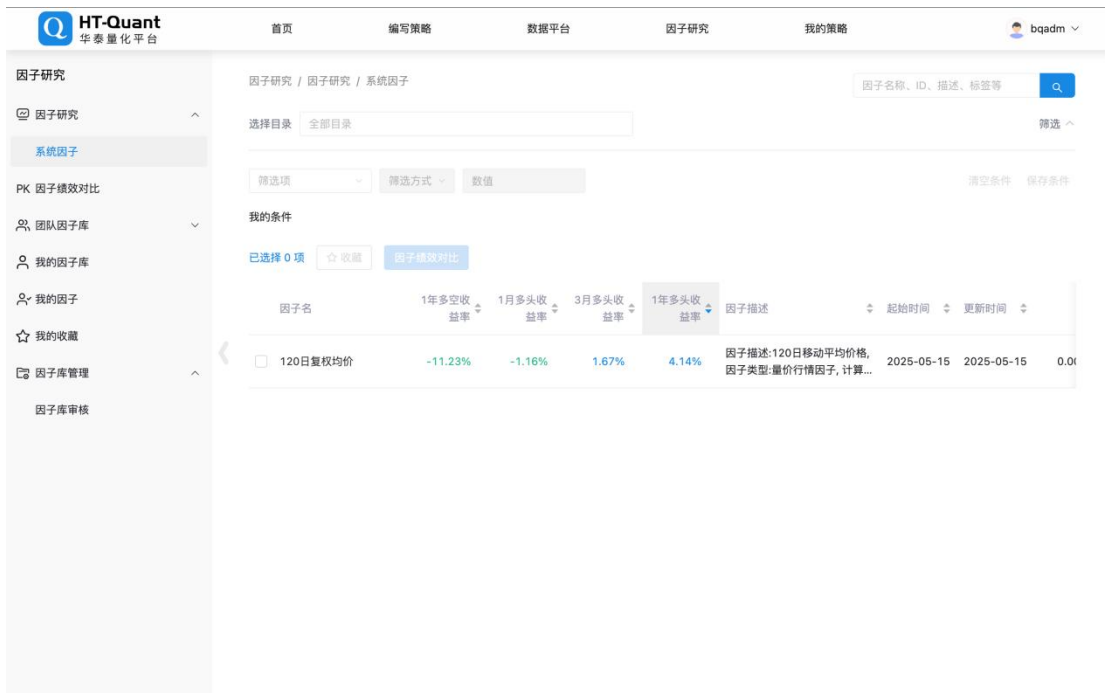 HT-Quant
华泰量化平台
首页
编写策略
数据平台
因子研究
我的策略
bqadm
因子研究
因子研究
系统因子
PK 因子绩效对比
团队因子库
我的因子库
我的因子
我的收藏
因子库管理
因子库审核
因子研究 / 因子研究 / 系统因子
因子名称、ID、描述、标签等
选择目录 全部目录
筛选
筛选项
筛选方式
数值
清空条件 保存条件
我的条件
已选择 0 项 收藏 因子绩效对比
因子名
1年多空收
益率
1月多头收
益率
3月多头收
益率
1年多头收
益率
因子描述
起始时间
更新时间
120日复权均价
-11.23%
-1.16%
1.67%
4.14%
因子描述:120日移动平均价格,
因子类型:量价行情因子, 计算...
2025-05-15
2025-05-15
0.00